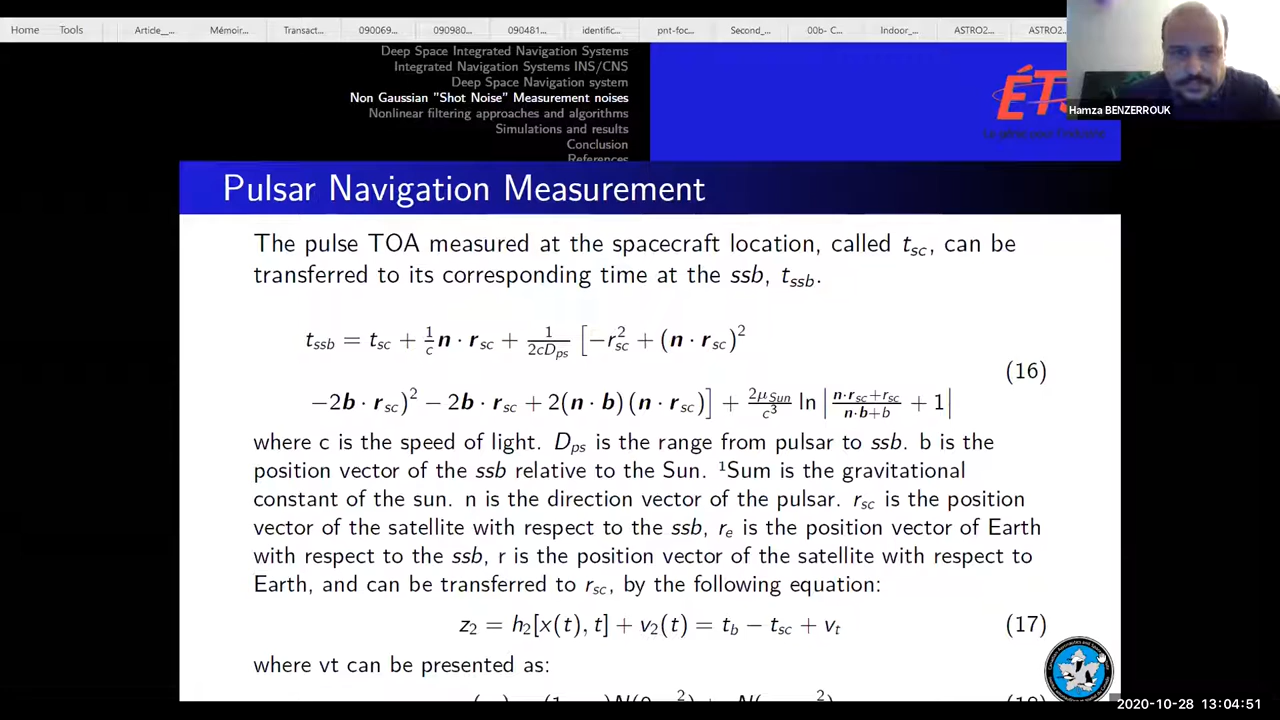 Home Tools Article__... Mémoir... Transact... 090069... 090980... 090481... identific... pnt-foc... Second_... 00b- C... Indoor_... ASTRO2... ASTRO2...
Deep Space Integrated Navigation Systems
Integrated Navigation Systems INS/CNS
Deep Space Navigation system
Non Gaussian "Shot Noise" Measurement noises
Nonlinear filtering approaches and algorithms
Simulations and results
Conclusion
References
Hamza BENZERROUK
Pulsar Navigation Measurement
The pulse TOA measured at the spacecraft location, called t_sc, can be
transferred to its corresponding time at the ssb, t_ssb.
t_ssb = t_sc + 1/c n · r_sc + 1/(2cD_ps) [−r_sc^2 + (n · r_sc)^2
−2b · r_sc)^2 − 2b · r_sc + 2(n · b)(n · r_sc)] + 2μ_Sun/c^3 ln |(n·r_sc+r_sc)/(n·b+b) + 1|
(16)
where c is the speed of light. D_ps is the range from pulsar to ssb. b is the
position vector of the ssb relative to the Sun. ¹Sum is the gravitational
constant of the sun. n is the direction vector of the pulsar. r_sc is the position
vector of the satellite with respect to the ssb, r_e is the position vector of Earth
with respect to the ssb, r is the position vector of the satellite with respect to
Earth, and can be transferred to r_sc, by the following equation:
z_2 = h_2[x(t), t] + v_2(t) = t_b − t_sc + v_t (17)
where vt can be presented as:
2020-10-28 13:04:51